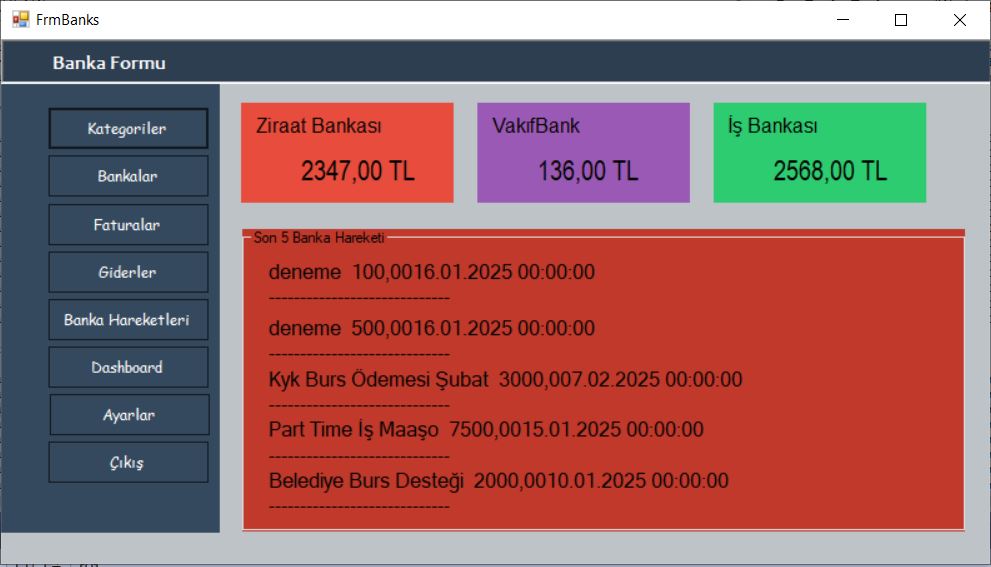 FrmBanks
Banka Formu
Kategoriler
Bankalar
Faturalar
Giderler
Banka Hareketleri
Dashboard
Ayarlar
Çıkış
Ziraat Bankası
2347,00 TL
VakıfBank
136,00 TL
İş Bankası
2568,00 TL
Son 5 Banka Hareketi
deneme  100,0016.01.2025 00:00:00
-----------------------------
deneme  500,0016.01.2025 00:00:00
-----------------------------
Kyk Burs Ödemesi Şubat  3000,007.02.2025 00:00:00
-----------------------------
Part Time İş Maaşo  7500,0015.01.2025 00:00:00
-----------------------------
Belediye Burs Desteği  2000,0010.01.2025 00:00:00
-----------------------------